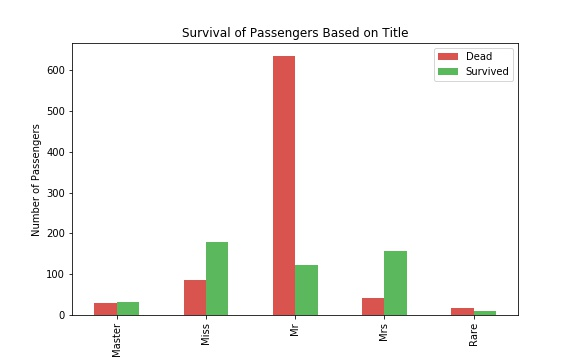 Survival of Passengers Based on Title
Dead
Survived
Number of Passengers
600
500
400
300
200
100
0
Master
Miss
Mr
Mrs
Rare